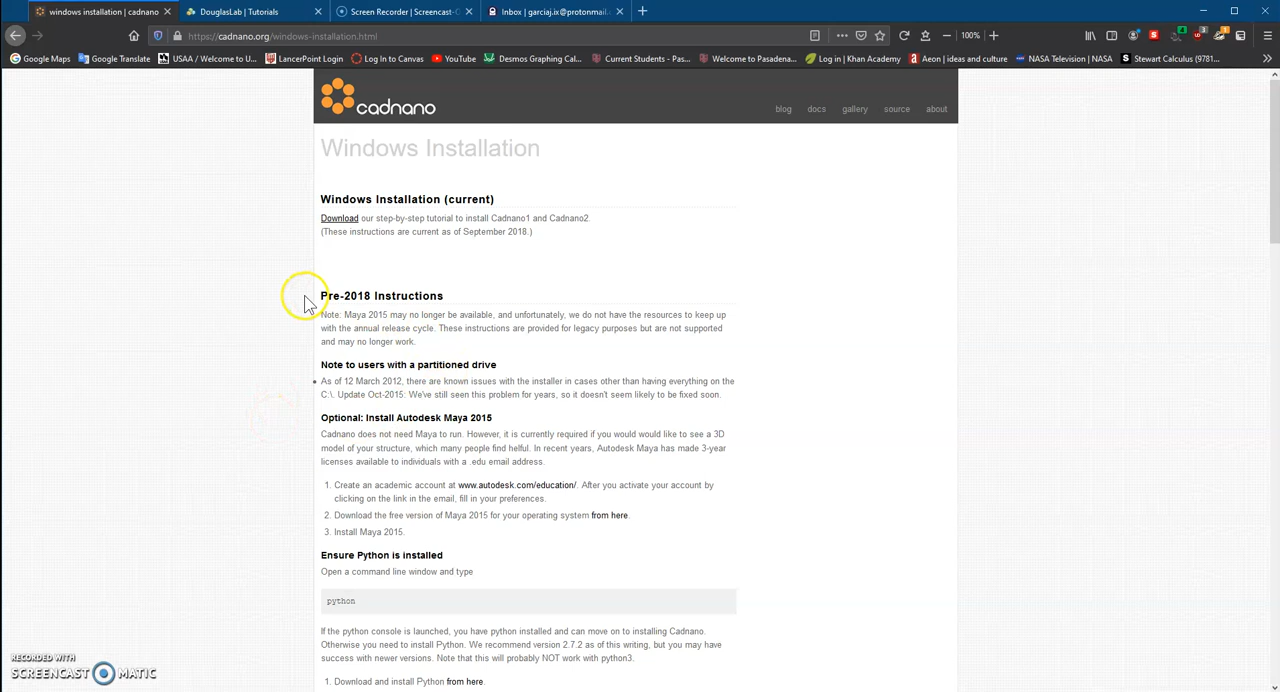 windows installation | cadnano
DouglasLab | Tutorials
Screen Recorder | Screencast-O
Inbox | garciaj.ix@protonmail.c
https://cadnano.org/windows-installation.html
100%
Google Maps
Google Translate
USAA / Welcome to U...
LancerPoint Login
Log In to Canvas
YouTube
Desmos Graphing Cal...
Current Students - Pas...
Welcome to Pasadena...
Log in | Khan Academy
Aeon | ideas and culture
NASA Television | NASA
Stewart Calculus (9781...
cadnano
blog
docs
gallery
source
about
Windows Installation
Windows Installation (current)
Download our step-by-step tutorial to install Cadnano1 and Cadnano2.
(These instructions are current as of September 2018.)
Pre-2018 Instructions
Note: Maya 2015 may no longer be available, and unfortunately, we do not have the resources to keep up
with the annual release cycle. These instructions are provided for legacy purposes but are not supported
and may no longer work.
Note to users with a partitioned drive
As of 12 March 2012, there are known issues with the installer in cases other than having everything on the
C:\. Update Oct-2015: We've still seen this problem for years, so it doesn't seem likely to be fixed soon.
Optional: Install Autodesk Maya 2015
Cadnano does not need Maya to run. However, it is currently required if you would would like to see a 3D
model of your structure, which many people find helful. In recent years, Autodesk Maya has made 3-year
licenses available to individuals with a .edu email address.
1. Create an academic account at www.autodesk.com/education/. After you activate your account by
clicking on the link in the email, fill in your preferences.
2. Download the free version of Maya 2015 for your operating system from here.
3. Install Maya 2015.
Ensure Python is installed
Open a command line window and type
python
If the python console is launched, you have python installed and can move on to installing Cadnano.
Otherwise you need to install Python. We recommend version 2.7.2 as of this writing, but you may have
success with newer versions. Note that this will probably NOT work with python3.
1. Download and install Python from here.
RECORDED WITH
SCREENCAST MATIC